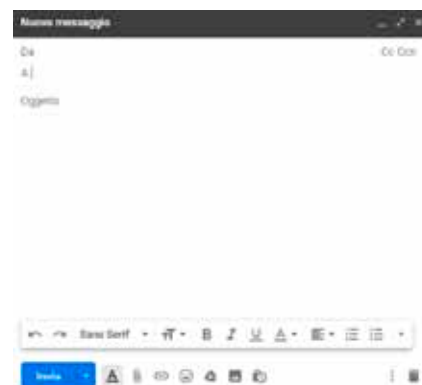 Nuovo messaggio
Da Cc Ccn
A
Oggetto
Sans Serif B I U A
Invia A